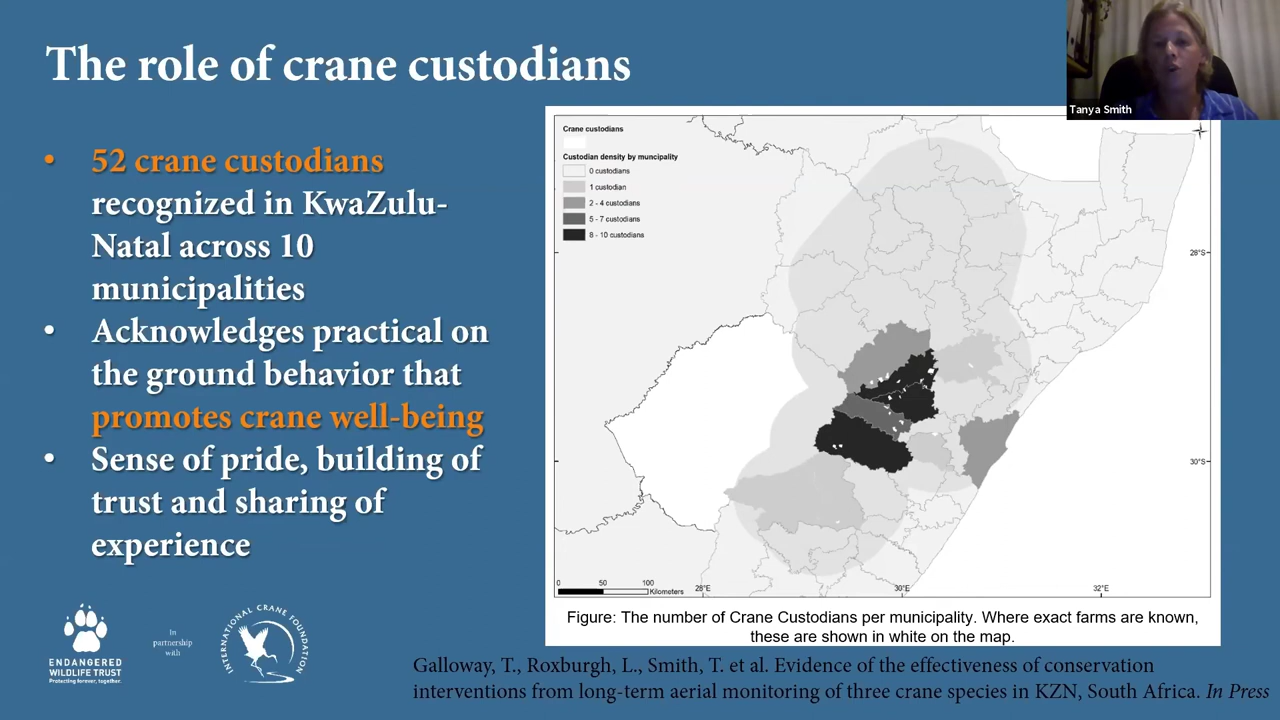 The role of crane custodians
Tanya Smith
• 52 crane custodians
recognized in KwaZulu-
Natal across 10
municipalities
• Acknowledges practical on
the ground behavior that
promotes crane well-being
• Sense of pride, building of
trust and sharing of
experience
Crane custodians
Custodian density by muncipality
0 custodians
1 custodian
2 - 4 custodians
5 - 7 custodians
8 - 10 custodians
28°S
30°S
0 50 100
Kilometers
28°E 30°E 32°E
Figure: The number of Crane Custodians per municipality. Where exact farms are known,
these are shown in white on the map.
ENDANGERED
WILDLIFE TRUST
Protecting forever, together.
In
partnership
with
INTERNATIONAL CRANE FOUNDATION
Galloway, T., Roxburgh, L., Smith, T. et al. Evidence of the effectiveness of conservation
interventions from long-term aerial monitoring of three crane species in KZN, South Africa. In Press